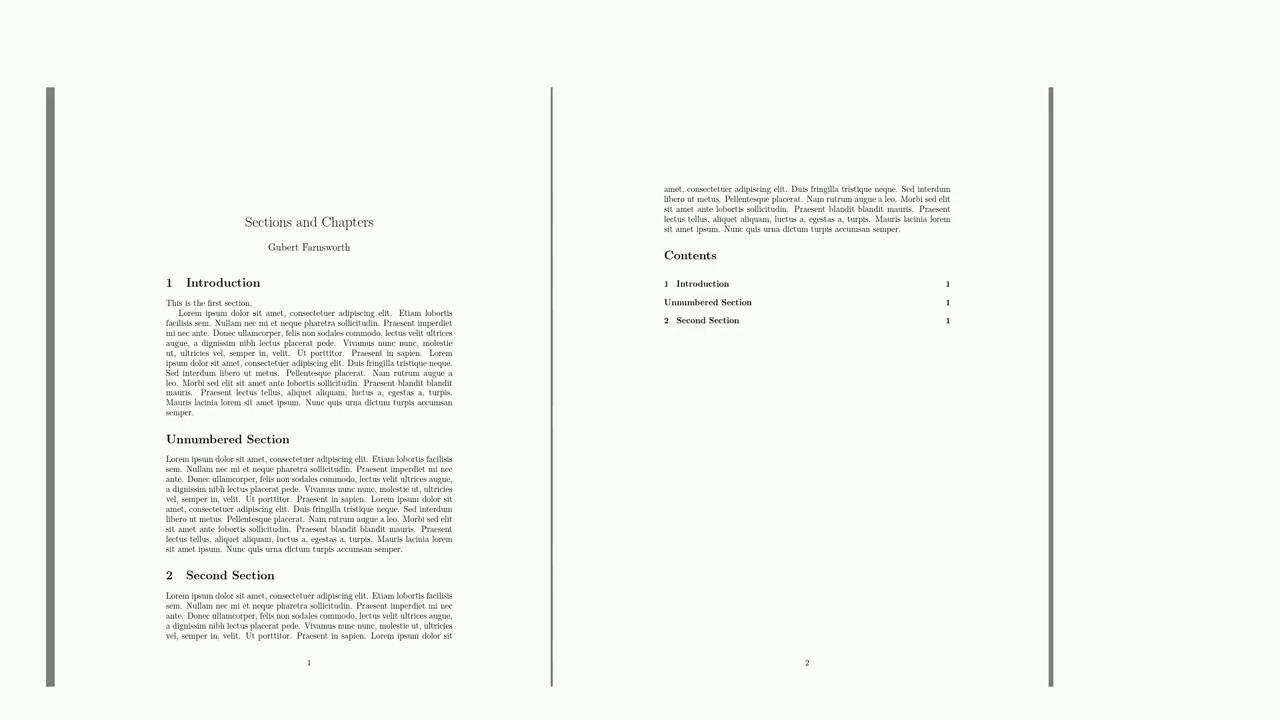 Sections and Chapters
Gubert Farnsworth
1 Introduction
This is the first section.
Lorem ipsum dolor sit amet, consectetuer adipiscing elit. Etiam lobortis
facilisis sem. Nullam nec mi et neque pharetra sollicitudin. Praesent imperdiet
mi nec ante. Donec ullamcorper, felis non sodales commodo, lectus velit ultrices
augue, a dignissim nibh lectus placerat pede. Vivamus nunc nunc, molestie
ut, ultricies vel, semper in, velit. Ut porttitor. Praesent in sapien. Lorem
ipsum dolor sit amet, consectetuer adipiscing elit. Duis fringilla tristique neque.
Sed interdum libero ut metus. Pellentesque placerat. Nam rutrum augue a
leo. Morbi sed elit sit amet ante lobortis sollicitudin. Praesent blandit blandit
mauris. Praesent lectus tellus, aliquet aliquam, luctus a, egestas a, turpis.
Mauris lacinia lorem sit amet ipsum. Nunc quis urna dictum turpis accumsan
semper.
Unnumbered Section
Lorem ipsum dolor sit amet, consectetuer adipiscing elit. Etiam lobortis facilisis
sem. Nullam nec mi et neque pharetra sollicitudin. Praesent imperdiet mi nec
ante. Donec ullamcorper, felis non sodales commodo, lectus velit ultrices augue,
a dignissim nibh lectus placerat pede. Vivamus nunc nunc, molestie ut, ultricies
vel, semper in, velit. Ut porttitor. Praesent in sapien. Lorem ipsum dolor sit
amet, consectetuer adipiscing elit. Duis fringilla tristique neque. Sed interdum
libero ut metus. Pellentesque placerat. Nam rutrum augue a leo. Morbi sed elit
sit amet ante lobortis sollicitudin. Praesent blandit blandit mauris. Praesent
lectus tellus, aliquet aliquam, luctus a, egestas a, turpis. Mauris lacinia lorem
sit amet ipsum. Nunc quis urna dictum turpis accumsan semper.
2 Second Section
Lorem ipsum dolor sit amet, consectetuer adipiscing elit. Etiam lobortis facilisis
sem. Nullam nec mi et neque pharetra sollicitudin. Praesent imperdiet mi nec
ante. Donec ullamcorper, felis non sodales commodo, lectus velit ultrices augue,
a dignissim nibh lectus placerat pede. Vivamus nunc nunc, molestie ut, ultricies
vel, semper in, velit. Ut porttitor. Praesent in sapien. Lorem ipsum dolor sit
1
amet, consectetuer adipiscing elit. Duis fringilla tristique neque. Sed interdum
libero ut metus. Pellentesque placerat. Nam rutrum augue a leo. Morbi sed elit
sit amet ante lobortis sollicitudin. Praesent blandit blandit mauris. Praesent
lectus tellus, aliquet aliquam, luctus a, egestas a, turpis. Mauris lacinia lorem
sit amet ipsum. Nunc quis urna dictum turpis accumsan semper.
Contents
1 Introduction 1
Unnumbered Section 1
2 Second Section 1
2